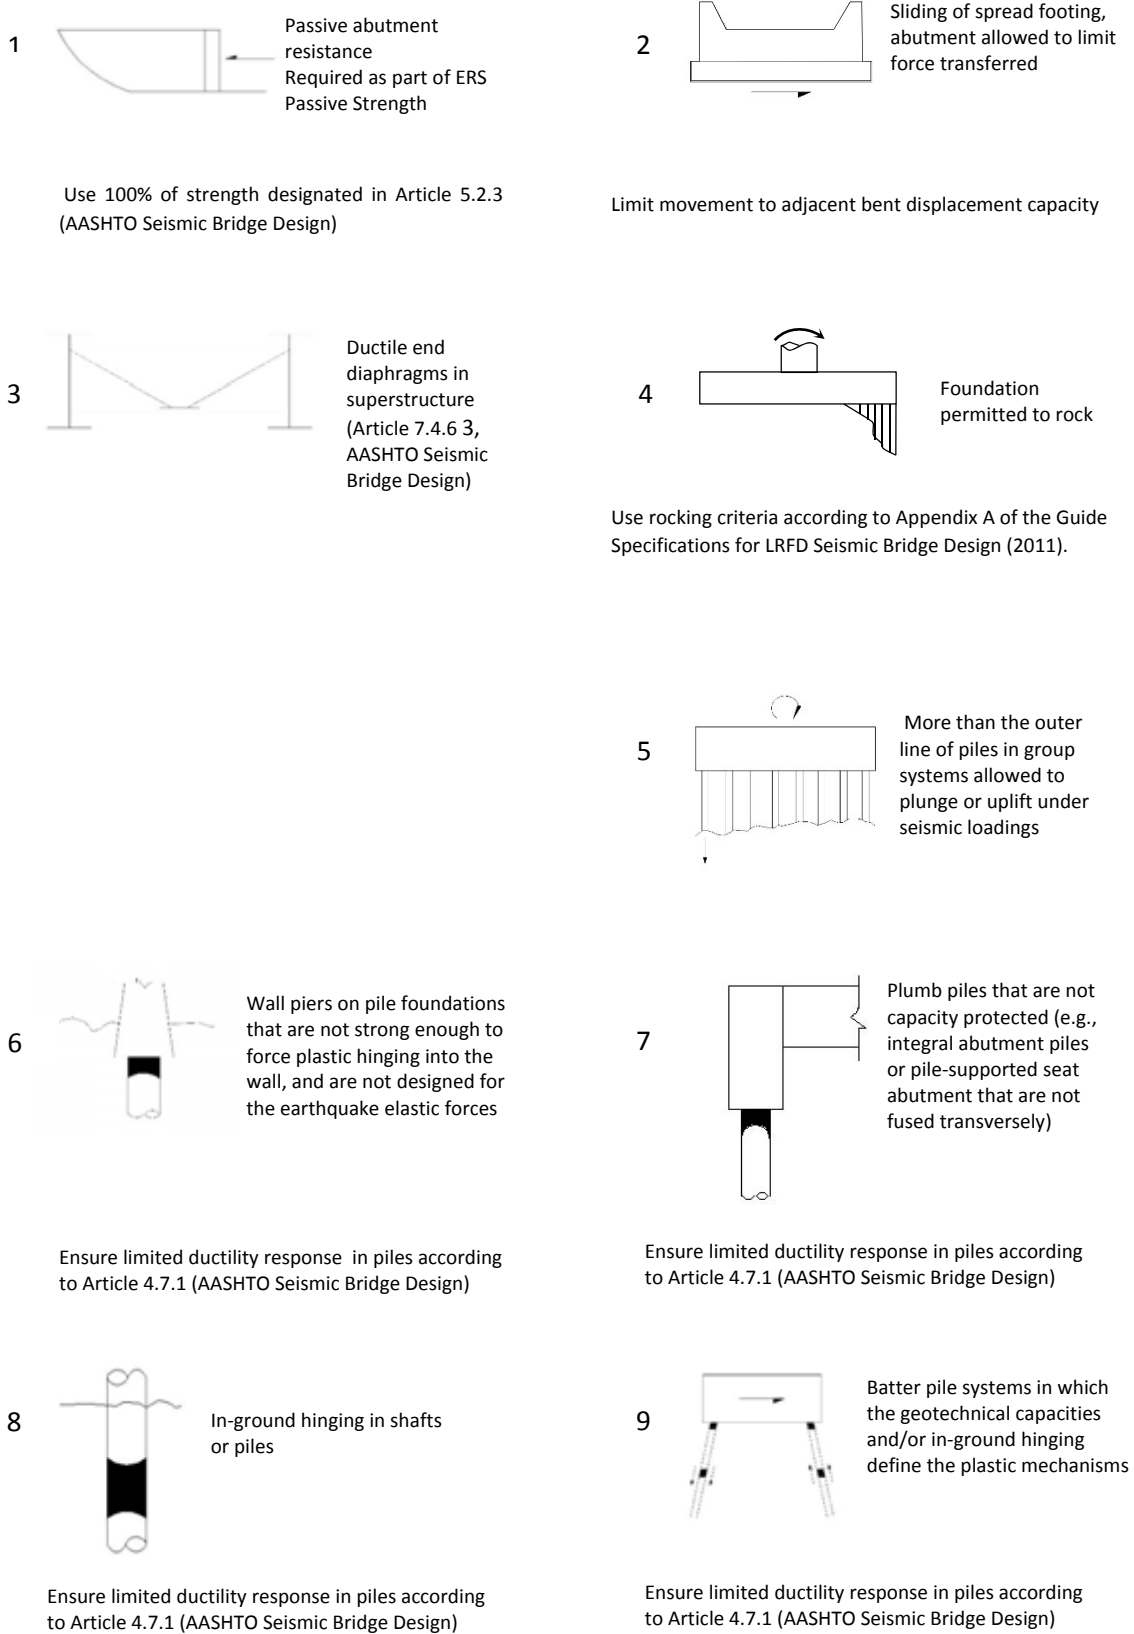 1
Passive abutment
resistance
Required as part of ERS
Passive Strength
Use 100% of strength designated in Article 5.2.3
(AASHTO Seismic Bridge Design)
2
Sliding of spread footing,
abutment allowed to limit
force transferred
Limit movement to adjacent bent displacement capacity
3
Ductile end
diaphragms in
superstructure
(Article 7.4.6 3,
AASHTO Seismic
Bridge Design)
4
Foundation
permitted to rock
Use rocking criteria according to Appendix A of the Guide
Specifications for LRFD Seismic Bridge Design (2011).
5
More than the outer
line of piles in group
systems allowed to
plunge or uplift under
seismic loadings
6
Wall piers on pile foundations
that are not strong enough to
force plastic hinging into the
wall, and are not designed for
the earthquake elastic forces
Ensure limited ductility response in piles according
to Article 4.7.1 (AASHTO Seismic Bridge Design)
7
Plumb piles that are not
capacity protected (e.g.,
integral abutment piles
or pile-supported seat
abutment that are not
fused transversely)
Ensure limited ductility response in piles according
to Article 4.7.1 (AASHTO Seismic Bridge Design)
8
In-ground hinging in shafts
or piles
Ensure limited ductility response in piles according
to Article 4.7.1 (AASHTO Seismic Bridge Design)
9
Batter pile systems in which
the geotechnical capacities
and/or in-ground hinging
define the plastic mechanisms
Ensure limited ductility response in piles according
to Article 4.7.1 (AASHTO Seismic Bridge Design)